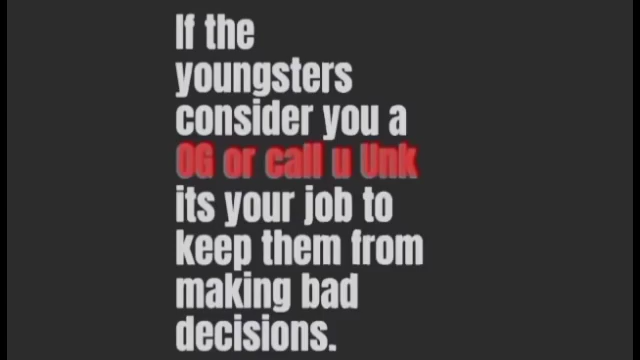 If the
youngsters
consider you a
OG or call u Unk
its your job to
keep them from
making bad
decisions.